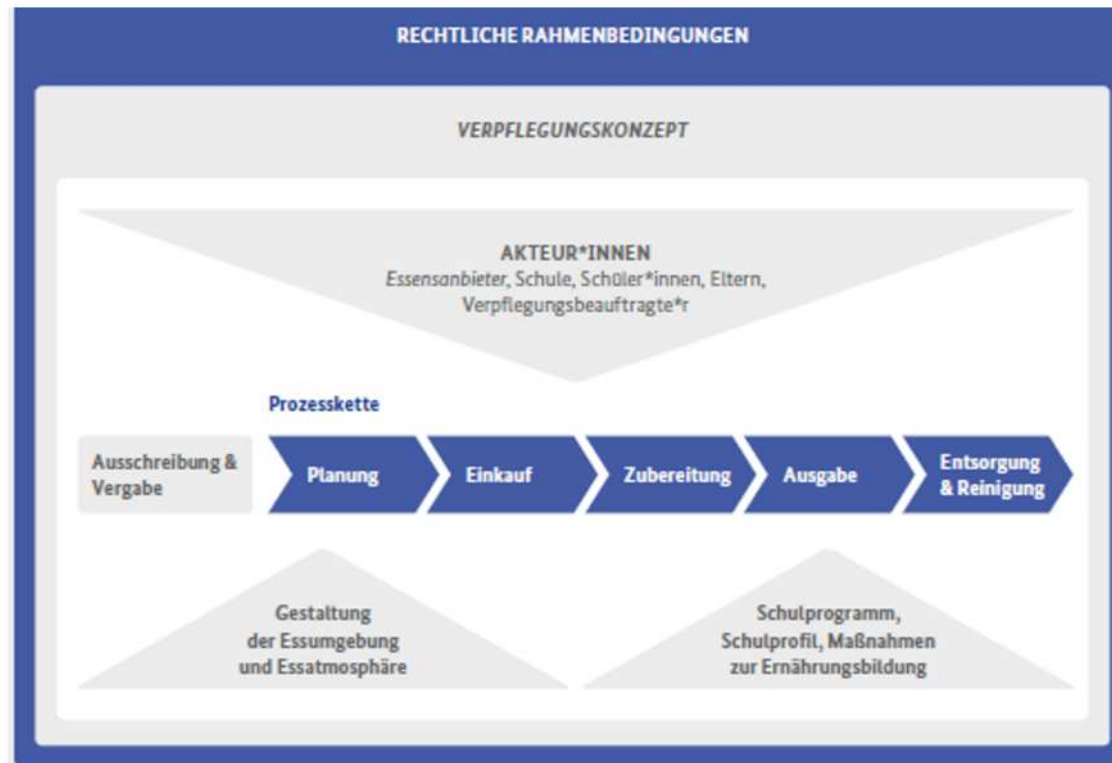 RECHTLICHE RAHMENBEDINGUNGEN
VERPFLEGUNGSKONZEPT
AKTEUR*INNEN
Essensanbieter, Schule, Schüler*innen, Eltern,
Verpflegungsbeauftragte*r
Prozesskette
Ausschreibung &
Vergabe
Planung
Einkauf
Zubereitung
Ausgabe
Entsorgung
& Reinigung
Gestaltung
der Essumgebung
und Essatmosphäre
Schulprogramm,
Schulprofil, Maßnahmen
zur Ernährungsbildung